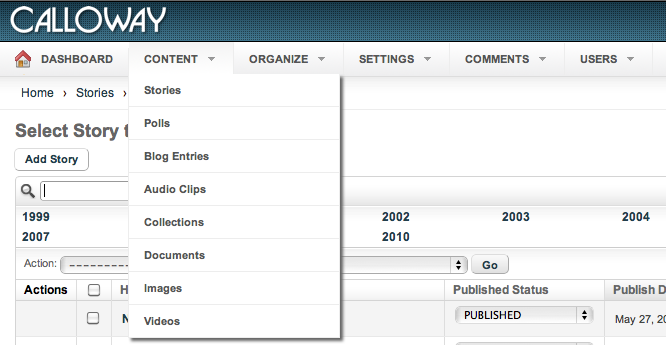 CALLOWAY
DASHBOARD CONTENT ORGANIZE SETTINGS COMMENTS USERS
Home › Stories ›
Stories
Select Story t
Polls
Add Story
Blog Entries
Audio Clips
1999 2002 2003 2004
Collections
2007 2010
Documents
Action: --------- Go
Images
Actions H Published Status Publish D
N PUBLISHED May 27, 20
Videos